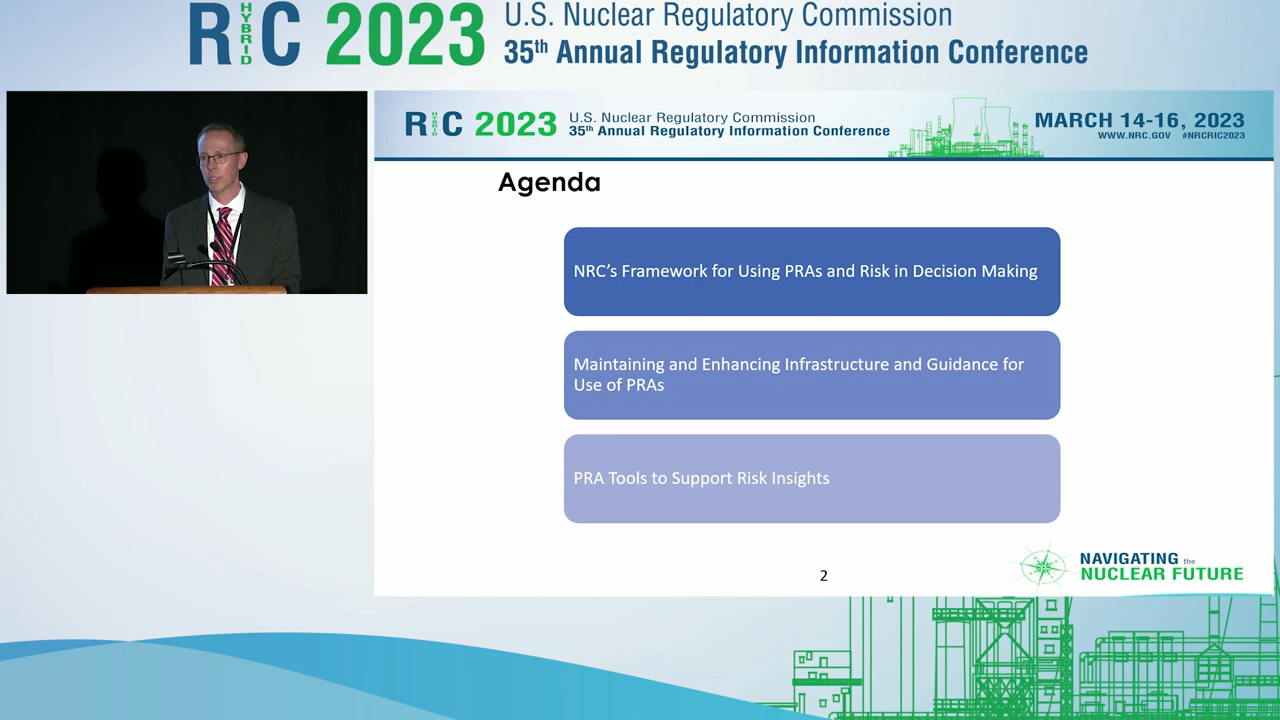 RIC 2023
HYBRID
U.S. Nuclear Regulatory Commission
35th Annual Regulatory Information Conference
RIC 2023
HYBRID
U.S. Nuclear Regulatory Commission
35th Annual Regulatory Information Conference
MARCH 14-16, 2023
WWW.NRC.GOV #NRCRIC2023
Agenda
NRC's Framework for Using PRAs and Risk in Decision Making
Maintaining and Enhancing Infrastructure and Guidance for
Use of PRAs
PRA Tools to Support Risk Insights
2
NAVIGATING the
NUCLEAR FUTURE